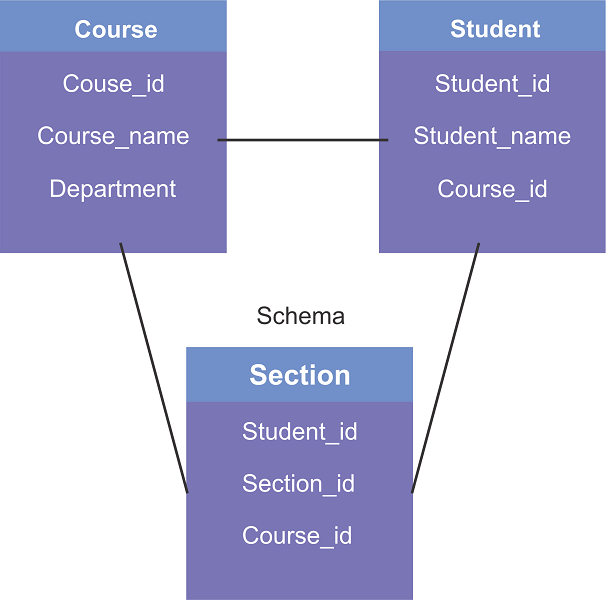 Course
Couse_id
Course_name
Department
Student
Student_id
Student_name
Course_id
Schema
Section
Student_id
Section_id
Course_id